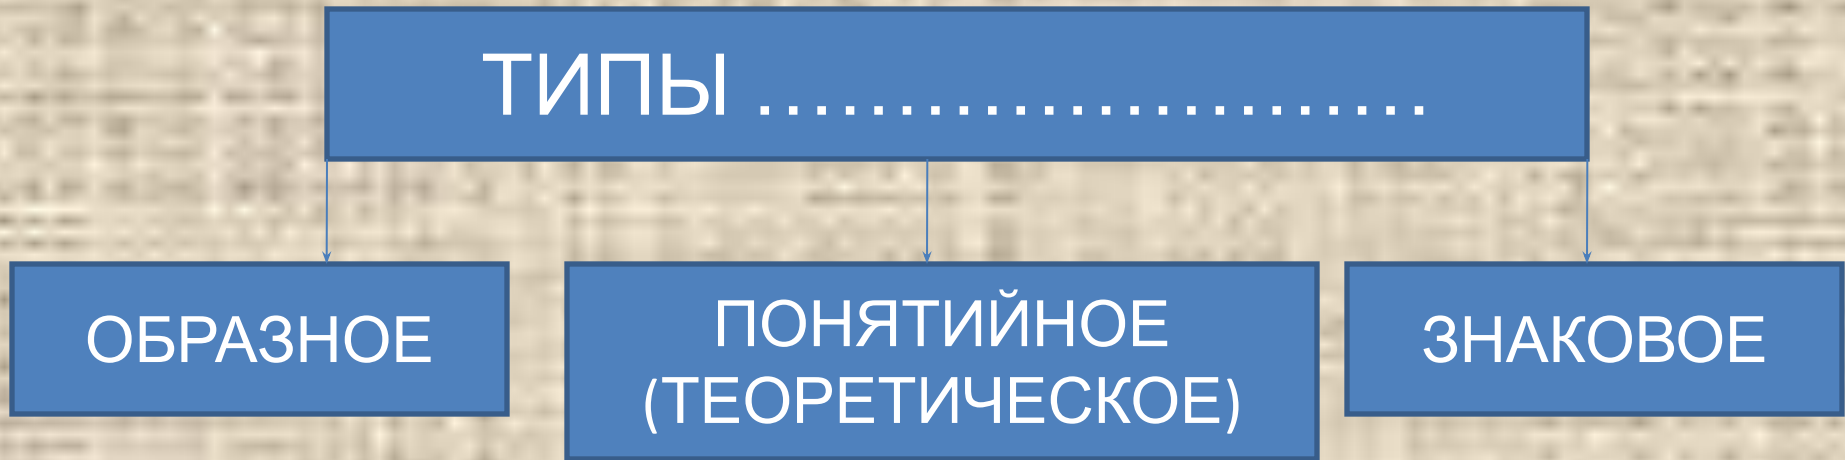 ТИПЫ ........................
ОБРАЗНОЕ
ПОНЯТИЙНОЕ
(ТЕОРЕТИЧЕСКОЕ)
ЗНАКОВОЕ